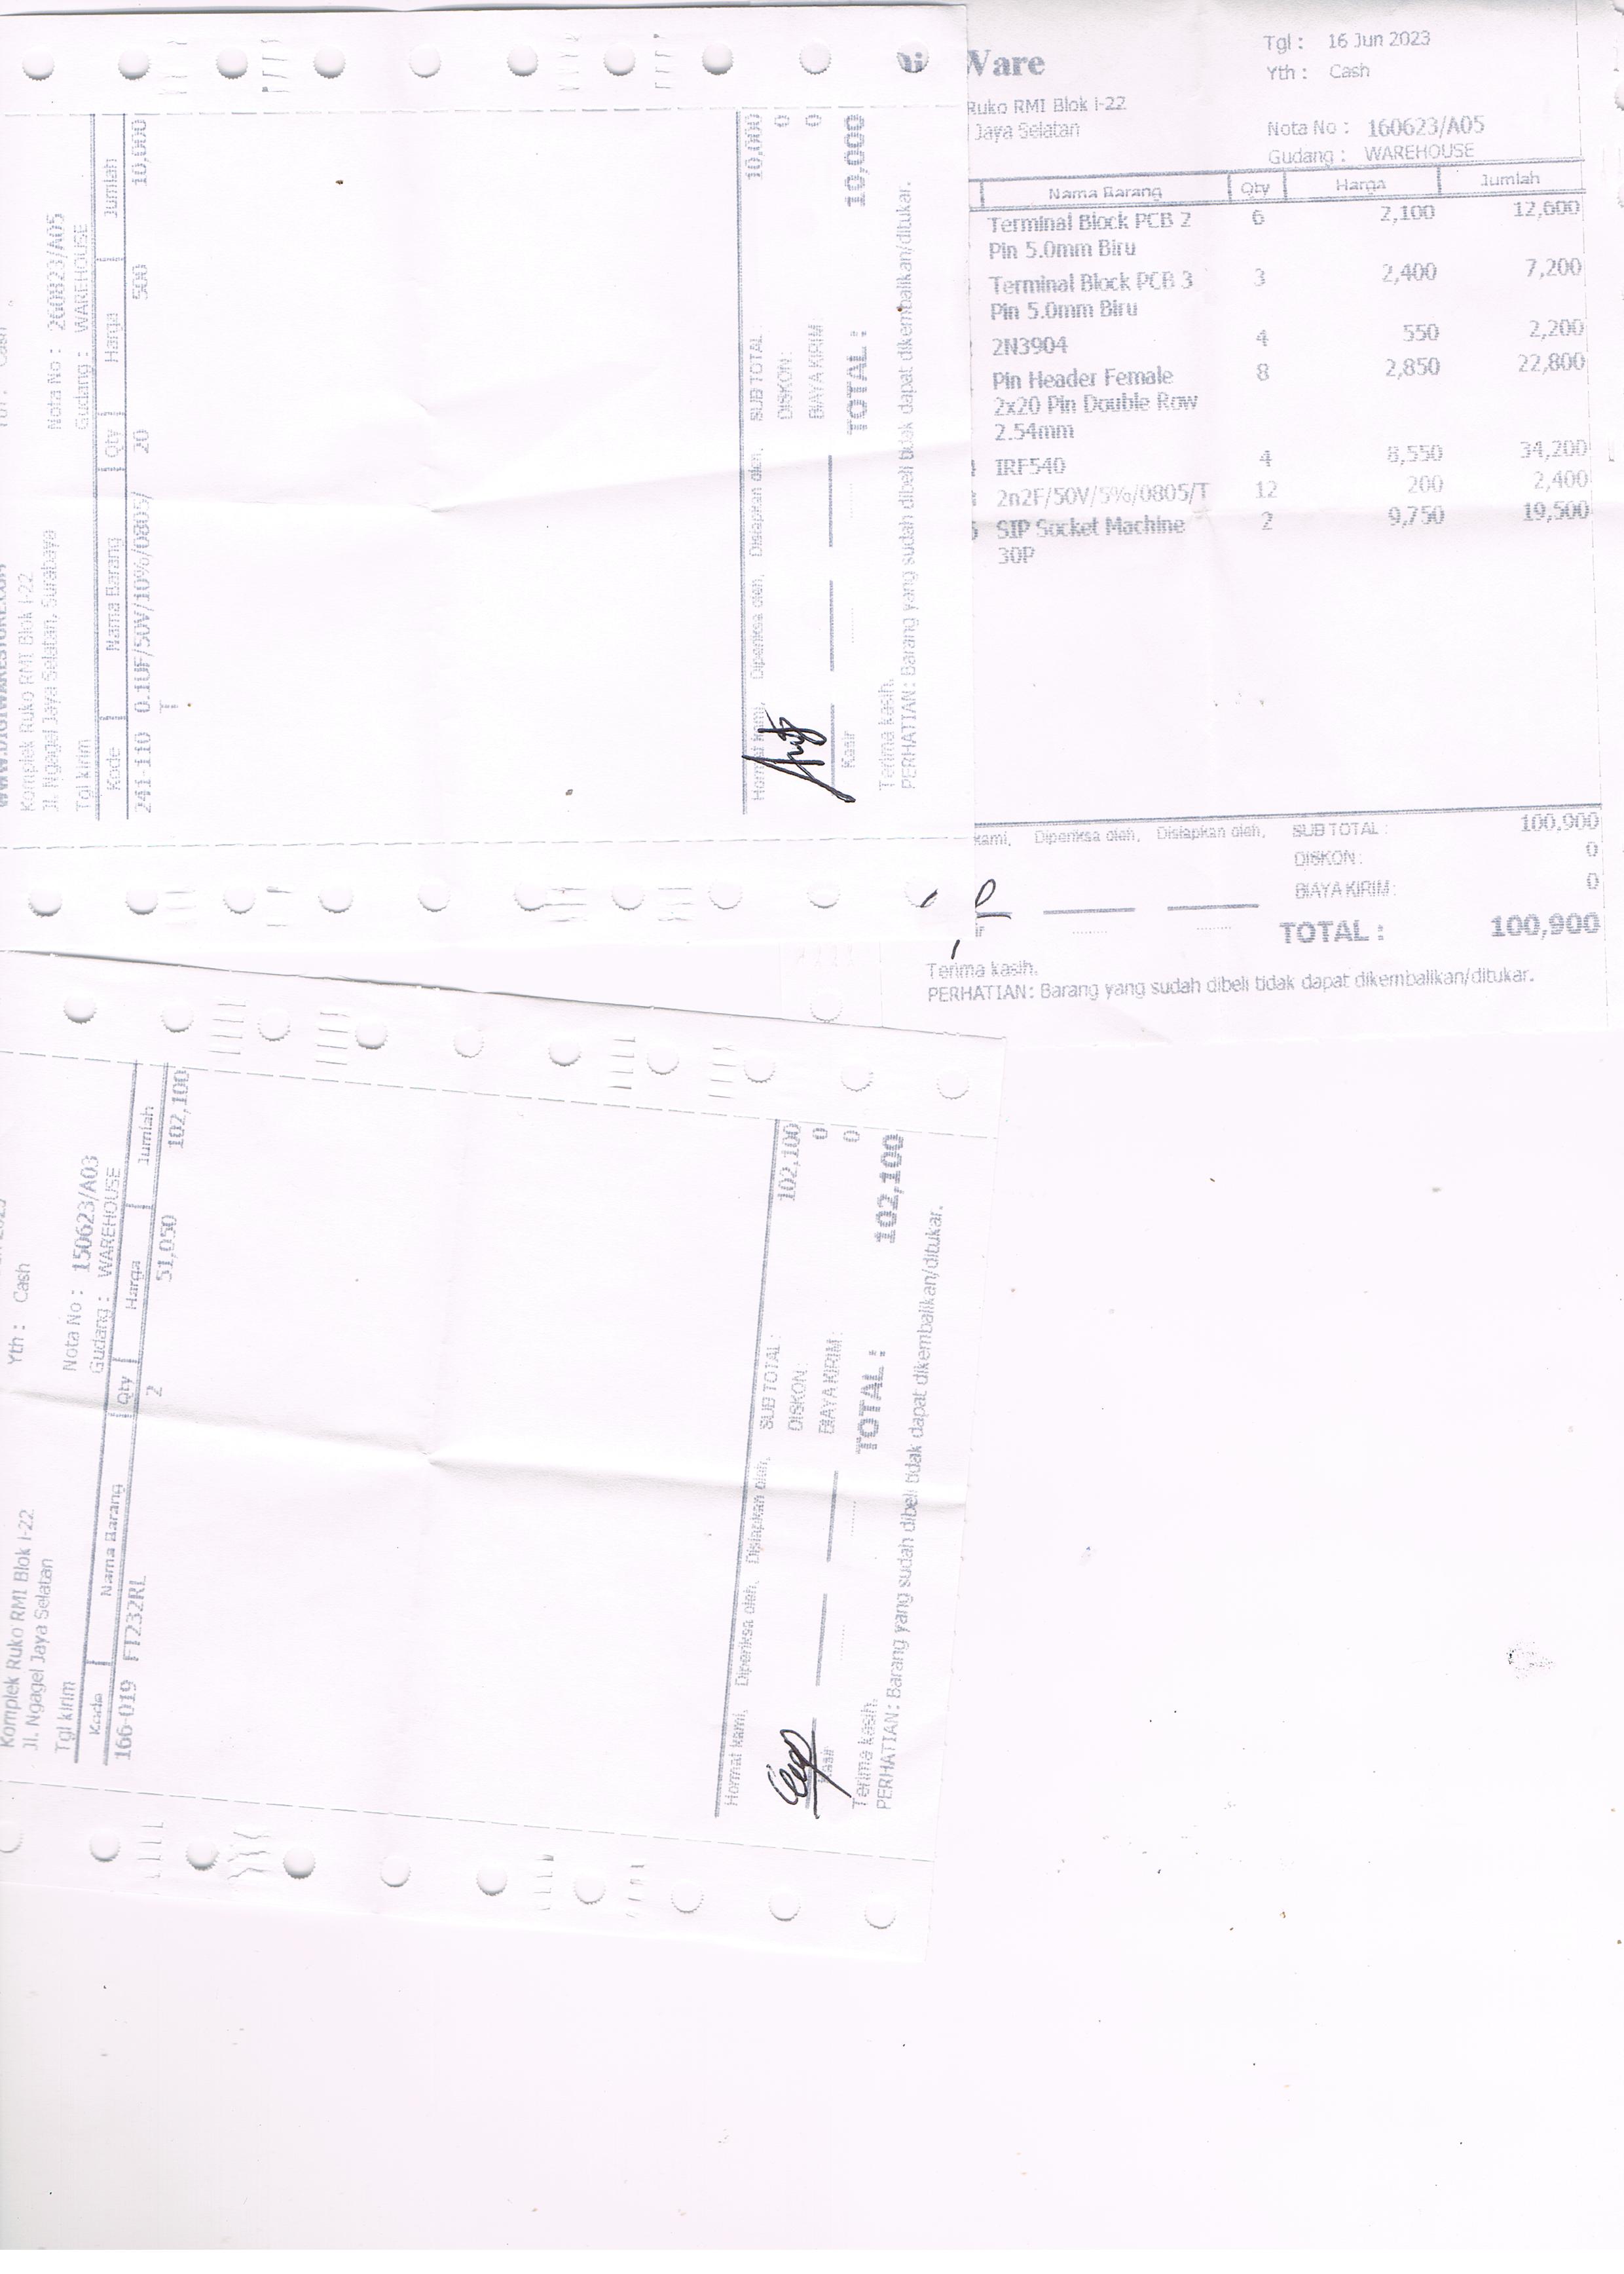 Yth : Cash
WWW.DIGIWARESTORE.COM
Komplek Ruko RMI Blok I-22
Jl. Ngagel Jaya Selatan, Surabaya
Nota No : 200623/A05
Tgl kirim
Gudang : WAREHOUSE
Kode Nama Barang Qty Harga Jumlah
241-110 0.1UF/50V/10%/0805/ 20 500 10,000
T
Hormat Kami, Diperiksa oleh, Disiapkan oleh, SUB TOTAL : 10,000
DISKON : 0
BIAYA KIRIM : 0
Kasir ........ ........ TOTAL : 10,000
Terima kasih.
PERHATIAN : Barang yang sudah dibeli tidak dapat dikembalikan/ditukar.
Ware
Tgl : 16 Jun 2023
Yth : Cash
Ruko RMI Blok I-22
Jaya Selatan
Nota No : 160623/A05
Gudang : WAREHOUSE
Nama Barang Qty Harga Jumlah
Terminal Block PCB 2 6 2,100 12,600
Pin 5.0mm Biru
Terminal Block PCB 3 3 2,400 7,200
Pin 5.0mm Biru
2N3904 4 550 2,200
Pin Header Female 8 2,850 22,800
2x20 Pin Double Row
2.54mm
IRF540 4 8,550 34,200
2n2F/50V/5%/0805/T 12 200 2,400
SIP Socket Machine 2 9,750 19,500
30P
kami, Diperiksa oleh, Disiapkan oleh, SUB TOTAL : 100,900
DISKON : 0
BIAYA KIRIM : 0
ir ........ ........ TOTAL : 100,900
Terima kasih.
PERHATIAN : Barang yang sudah dibeli tidak dapat dikembalikan/ditukar.
Yth : Cash
Komplek Ruko RMI Blok I-22
Jl. Ngagel Jaya Selatan
Nota No : 150623/A03
Tgl kirim
Gudang : WAREHOUSE
Kode Nama Barang Qty Harga Jumlah
166-019 FT232RL 2 51,050 102,100
Hormat Kami, Diperiksa oleh, Disiapkan oleh, SUB TOTAL : 102,100
DISKON : 0
BIAYA KIRIM : 0
Kasir ........ ........ TOTAL : 102,100
Terima kasih.
PERHATIAN : Barang yang sudah dibeli tidak dapat dikembalikan/ditukar.